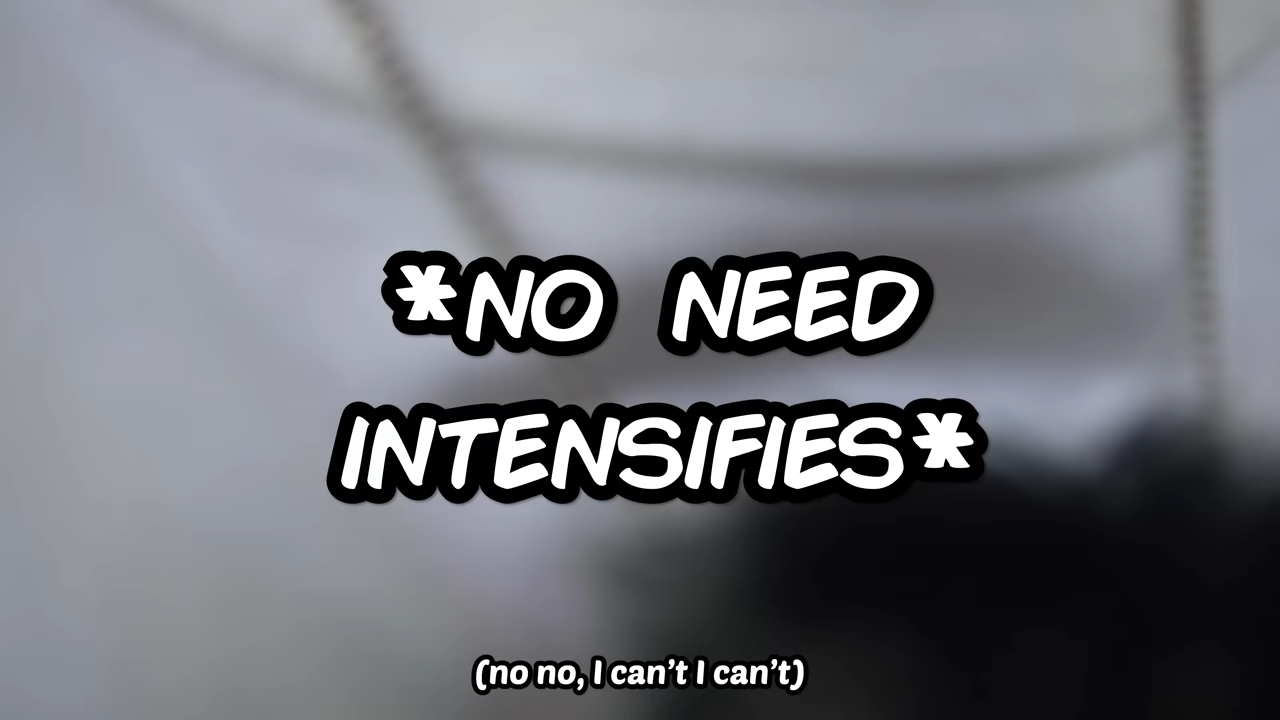 *NO NEED
INTENSIFIES*
(no no, I can't I can't)